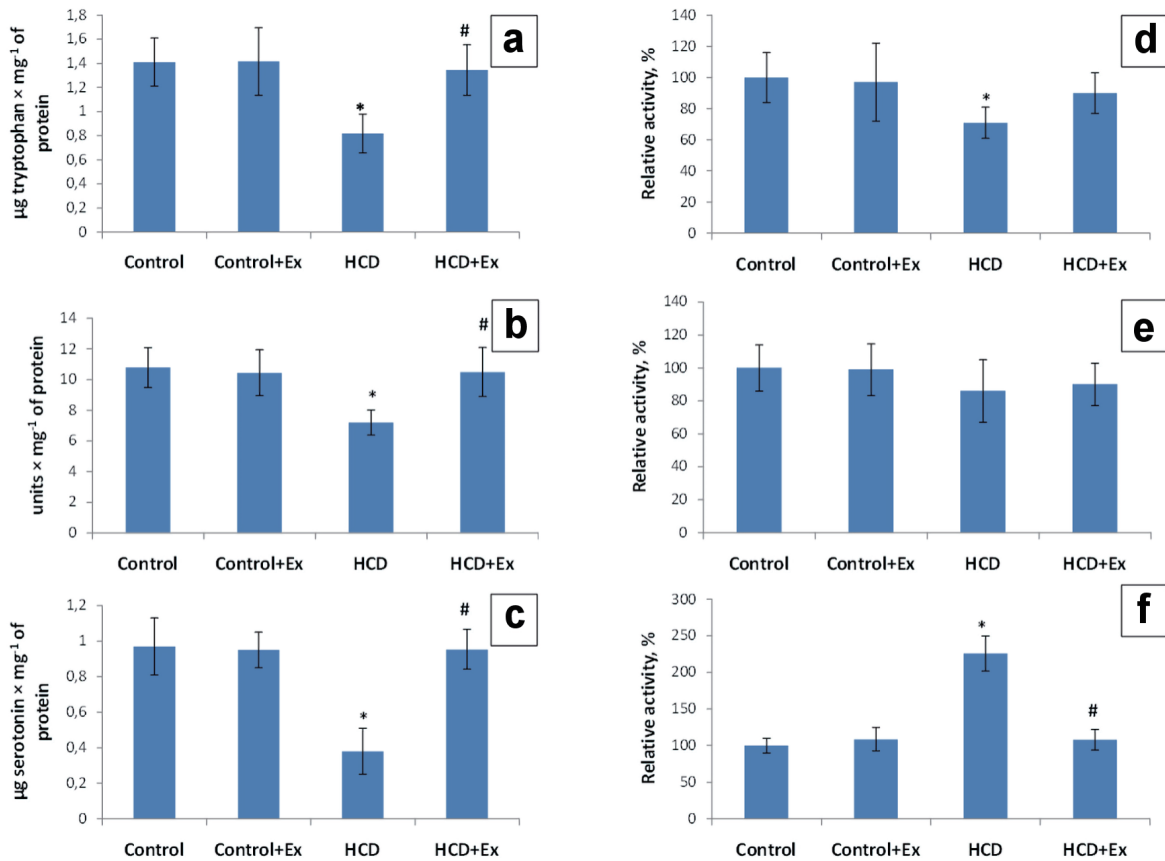 a
µg tryptophan × mg⁻¹ of
protein
1,8
1,6
1,4
1,2
1
0,8
0,6
0,4
0,2
0
*
#
Control Control+Ex HCD HCD+Ex
b
units × mg⁻¹ of protein
14
12
10
8
6
4
2
0
*
#
Control Control+Ex HCD HCD+Ex
c
µg serotonin × mg⁻¹ of
protein
1,2
1
0,8
0,6
0,4
0,2
0
*
#
Control Control+Ex HCD HCD+Ex
d
Relative activity, %
140
120
100
80
60
40
20
0
*
Control Control+Ex HCD HCD+Ex
e
Relative activity, %
140
120
100
80
60
40
20
0
Control Control+Ex HCD HCD+Ex
f
Relative activity, %
300
250
200
150
100
50
0
*
#
Control Control+Ex HCD HCD+Ex